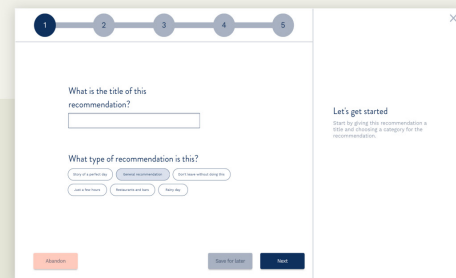 1 2 3 4 5
What is the title of this
recommendation?
What type of recommendation is this?
Story of a perfect day General recommendation Don't leave without doing this
Just a few hours Restaurants and bars Rainy day
Abandon Save for later Next
Let's get started
Start by giving this recommendation a
title and choosing a category for the
recommendation.